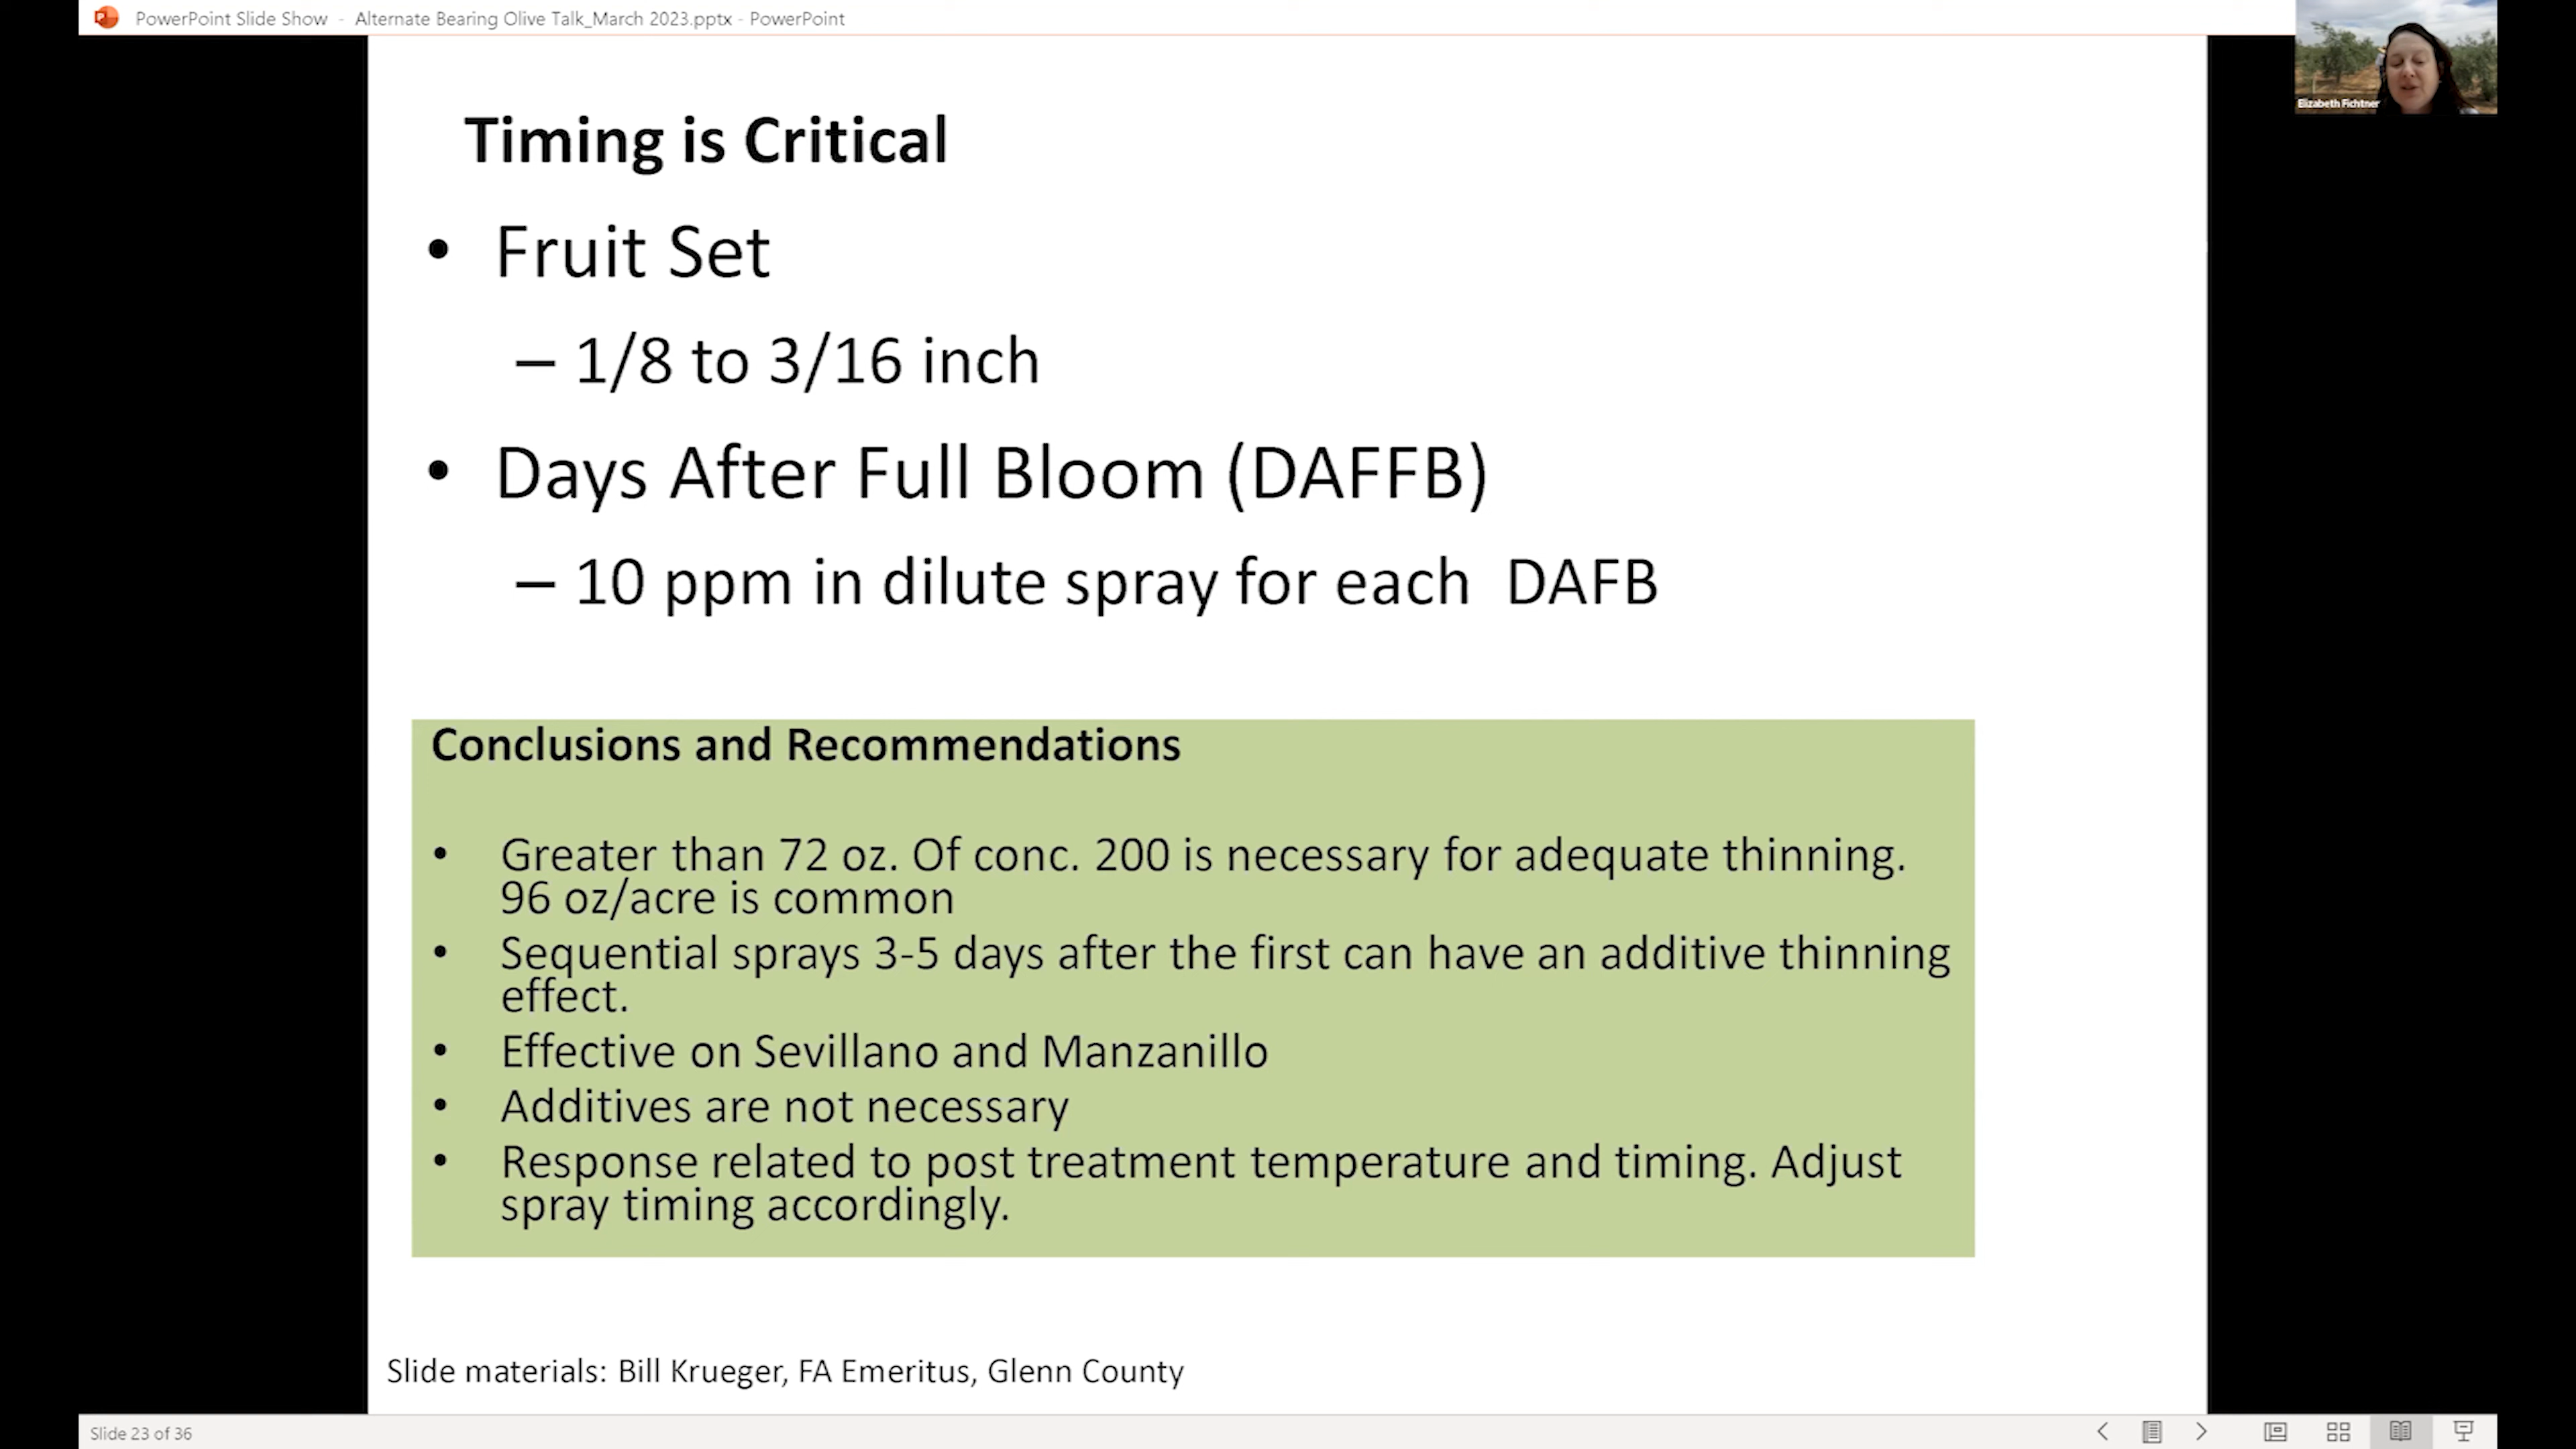 PowerPoint Slide Show - Alternate Bearing Olive Talk_March 2023.pptx - PowerPoint
Elizabeth Fichtner
Timing is Critical
• Fruit Set
– 1/8 to 3/16 inch
• Days After Full Bloom (DAFFB)
– 10 ppm in dilute spray for each DAFB
Conclusions and Recommendations
• Greater than 72 oz. Of conc. 200 is necessary for adequate thinning.
96 oz/acre is common
• Sequential sprays 3-5 days after the first can have an additive thinning
effect.
• Effective on Sevillano and Manzanillo
• Additives are not necessary
• Response related to post treatment temperature and timing. Adjust
spray timing accordingly.
Slide materials: Bill Krueger, FA Emeritus, Glenn County
Slide 23 of 36